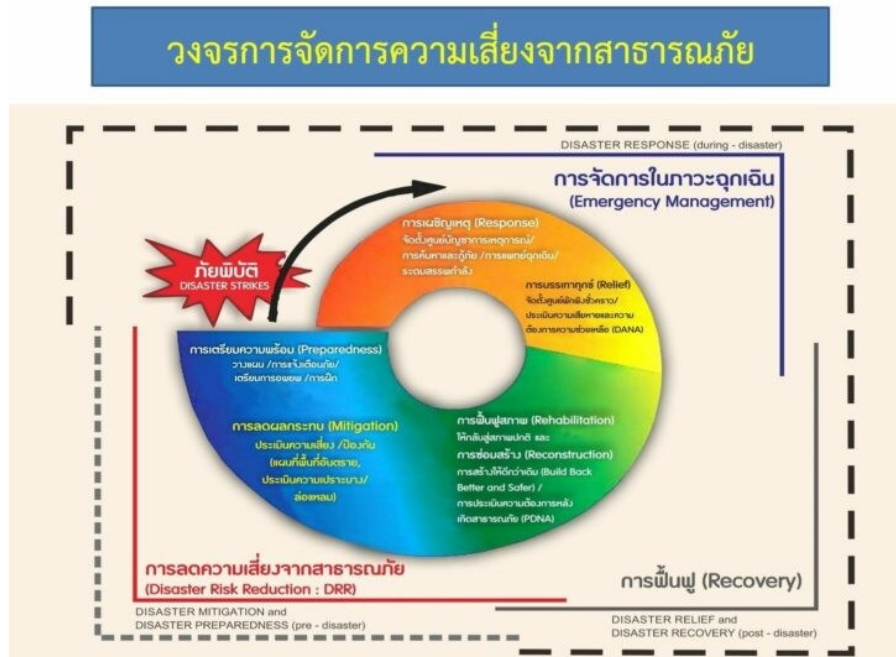 วงจรการจัดการความเสี่ยงจากสาธารณภัย
DISASTER RESPONSE (during - disaster)
การจัดการในภาวะฉุกเฉิน
(Emergency Management)
ภัยพิบัติ
DISASTER STRIKES
การเผชิญเหตุ (Response)
จัดตั้งศูนย์บัญชาการเหตุการณ์/
การค้นหาและกู้ภัย /การแพทย์ฉุกเฉิน/
ระดมสรรพกำลัง
การบรรเทาทุกข์ (Relief)
จัดตั้งศูนย์พักพิงชั่วคราว/
ประเมินความเสียหายและความ
ต้องการความช่วยเหลือ (DANA)
การเตรียมความพร้อม (Preparedness)
วางแผน /การแจ้งเตือนภัย/
เตรียมการอพยพ /การฝึก
การลดผลกระทบ (Mitigation)
ประเมินความเสี่ยง /ป้องกัน
(แผนที่พื้นที่อันตราย,
ประเมินความเปราะบาง/
ล่อแหลม)
การฟื้นฟูสภาพ (Rehabilitation)
ให้กลับสู่สภาพปกติ และ
การซ่อมสร้าง (Reconstruction)
การสร้างให้ดีกว่าเดิม (Build Back
Better and Safer) /
การประเมินความต้องการหลัง
เกิดสาธารณภัย (PDNA)
การลดความเสี่ยงจากสาธารณภัย
(Disaster Risk Reduction : DRR)
DISASTER MITIGATION and
DISASTER PREPAREDNESS (pre - disaster)
การฟื้นฟู (Recovery)
DISASTER RELIEF and
DISASTER RECOVERY (post - disaster)